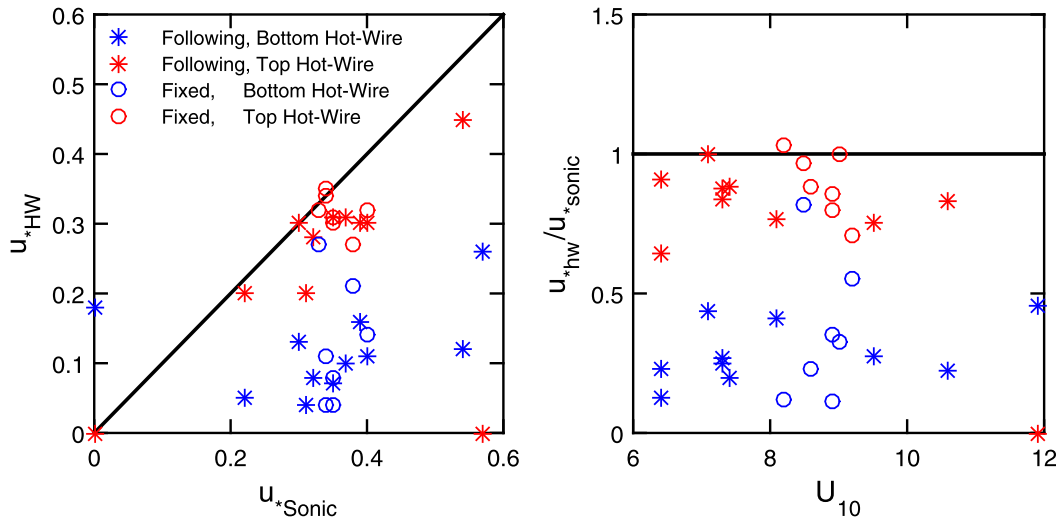 0.6
0.5
0.4
0.3
0.2
0.1
0
u*HW
Following, Bottom Hot-Wire
Following, Top Hot-Wire
Fixed, Bottom Hot-Wire
Fixed, Top Hot-Wire
0 0.2 0.4 0.6
u*Sonic
1.5
1
0.5
0
u*hw/u*sonic
6 8 10 12
U10